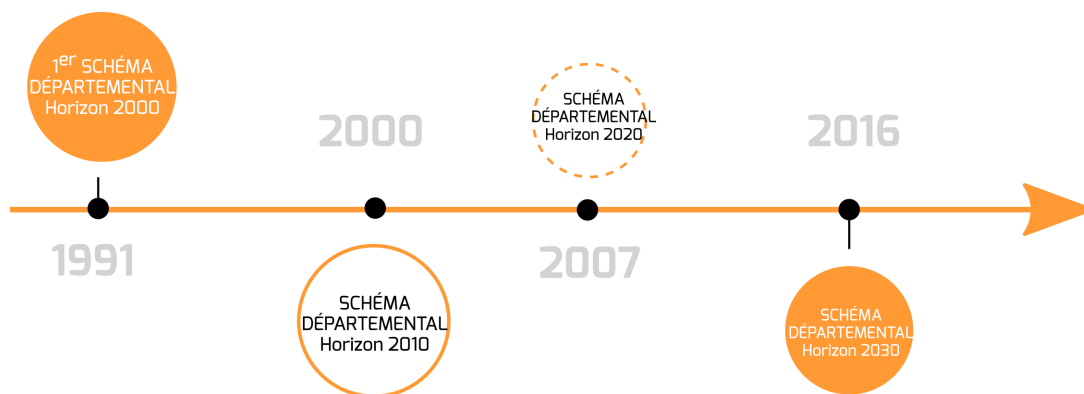 1er SCHÉMA
DÉPARTEMENTAL
Horizon 2000
1991
2000
SCHÉMA
DÉPARTEMENTAL
Horizon 2010
SCHÉMA
DÉPARTEMENTAL
Horizon 2020
2007
2016
SCHÉMA
DÉPARTEMENTAL
Horizon 2030